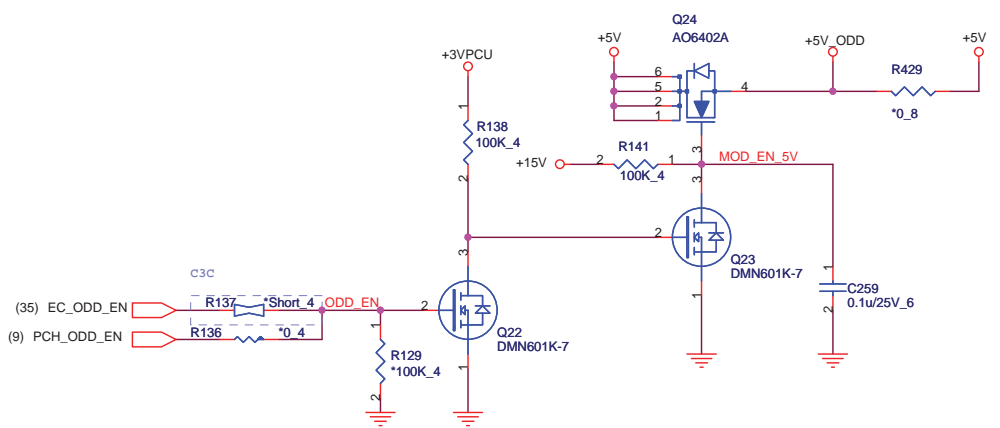 Q24
AO6402A
+5V
+5V_ODD
+5V
+3VPCU
6
5
2
1
4
3
R429
*0_8
1
R138
100K_4
2
R141
+15V
2
1
100K_4
MOD_EN_5V
3
2
Q23
DMN601K-7
1
3
C3C
(35) EC_ODD_EN
R137
*Short_4
ODD_EN
2
Q22
DMN601K-7
1
(9) PCH_ODD_EN
R136
*0_4
1
R129
*100K_4
2
1
C259
0.1u/25V_6
2